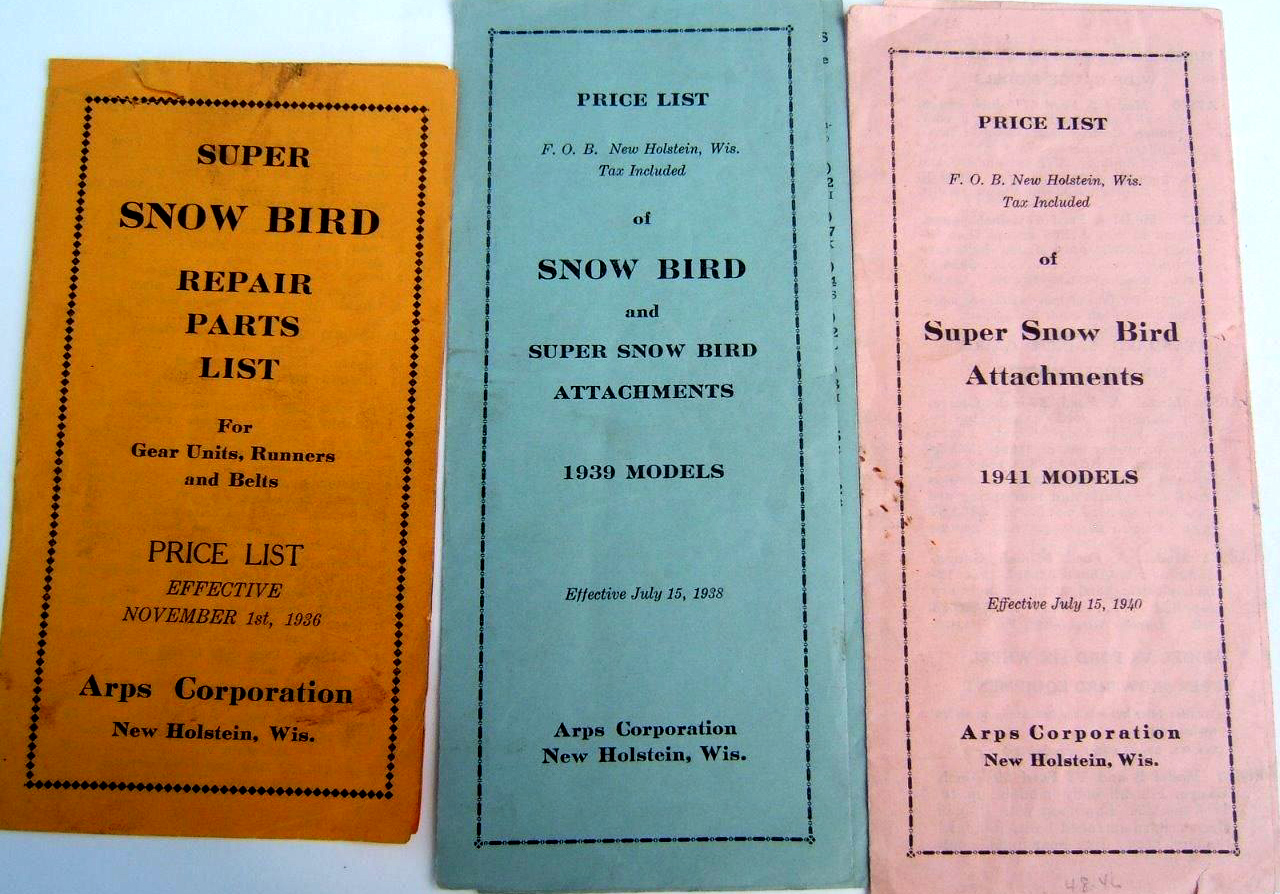 SUPER
SNOW BIRD
REPAIR
PARTS
LIST
For
Gear Units, Runners
and Belts
PRICE LIST
EFFECTIVE
NOVEMBER 1st, 1936
Arps Corporation
New Holstein, Wis.
PRICE LIST
F. O. B. New Holstein, Wis.
Tax Included
of
SNOW BIRD
and
SUPER SNOW BIRD
ATTACHMENTS
1939 MODELS
Effective July 15, 1938
Arps Corporation
New Holstein, Wis.
PRICE LIST
F. O. B. New Holstein, Wis.
Tax Included
of
Super Snow Bird
Attachments
1941 MODELS
Effective July 15, 1940
Arps Corporation
New Holstein, Wis.